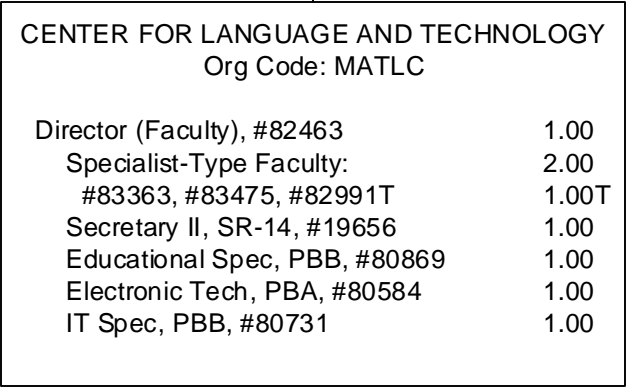 CENTER FOR LANGUAGE AND TECHNOLOGY
Org Code: MATLC
Director (Faculty), #82463 1.00
Specialist-Type Faculty: 2.00
#83363, #83475, #82991T 1.00T
Secretary II, SR-14, #19656 1.00
Educational Spec, PBB, #80869 1.00
Electronic Tech, PBA, #80584 1.00
IT Spec, PBB, #80731 1.00